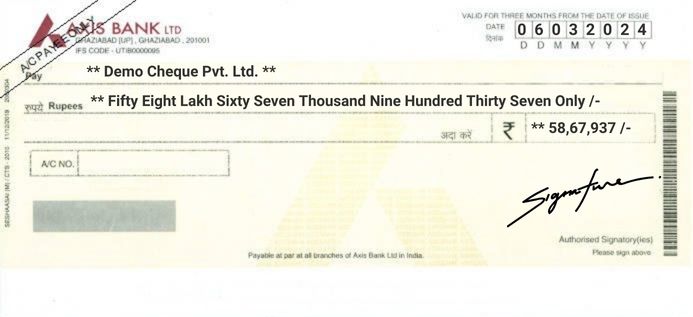 A/C PAYEE ONLY
AXIS BANK LTD
GHAZIABAD [UP], GHAZIABAD, 201001
IFS CODE - UTIB0000095
VALID FOR THREE MONTHS FROM THE DATE OF ISSUE
DATE 0 6 0 3 2 0 2 4
दिनांक D D M M Y Y Y Y
Pay ** Demo Cheque Pvt. Ltd. **
रुपये Rupees ** Fifty Eight Lakh Sixty Seven Thousand Nine Hundred Thirty Seven Only /-
अदा करें ₹ ** 58,67,937 /-
A/C NO.
Signature
Authorised Signatory(ies)
Please sign above
Payable at par at all branches of Axis Bank Ltd in India.
SESHAASAI (M) / CTS - 2010 11/12/2019